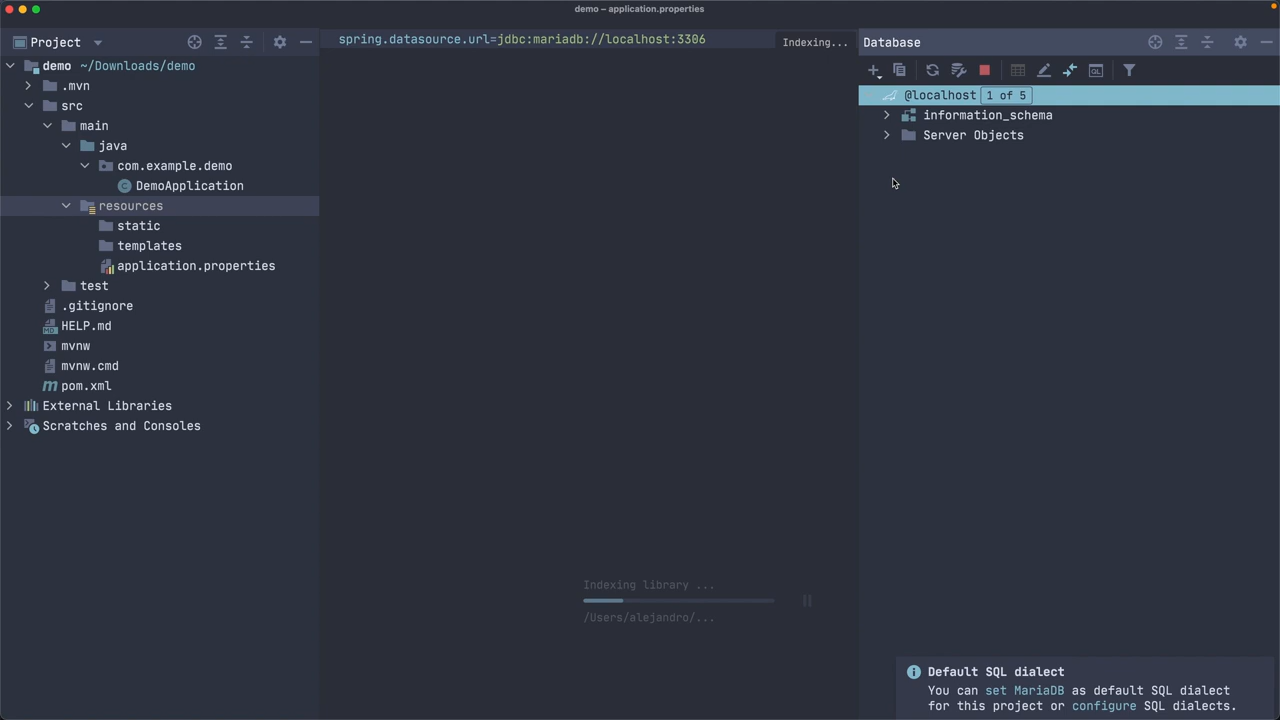 demo – application.properties
Project
demo ~/Downloads/demo
.mvn
src
main
java
com.example.demo
DemoApplication
resources
static
templates
application.properties
test
.gitignore
HELP.md
mvnw
mvnw.cmd
pom.xml
External Libraries
Scratches and Consoles
spring.datasource.url=jdbc:mariadb://localhost:3306
Indexing...
Indexing library ...
/Users/alejandro/...
Database
@localhost 1 of 5
information_schema
Server Objects
Default SQL dialect
You can set MariaDB as default SQL dialect
for this project or configure SQL dialects.